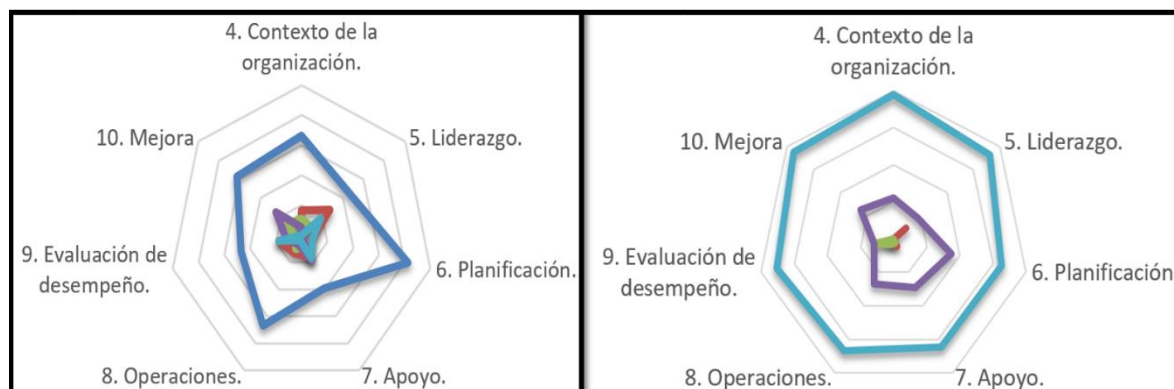 4. Contexto de la
organización.
10. Mejora
5. Liderazgo.
9. Evaluación de
desempeño.
6. Planificación.
8. Operaciones.
7. Apoyo.
4. Contexto de la
organización.
10. Mejora
5. Liderazgo.
9. Evaluación de
desempeño.
6. Planificación
8. Operaciones.
7. Apoyo.